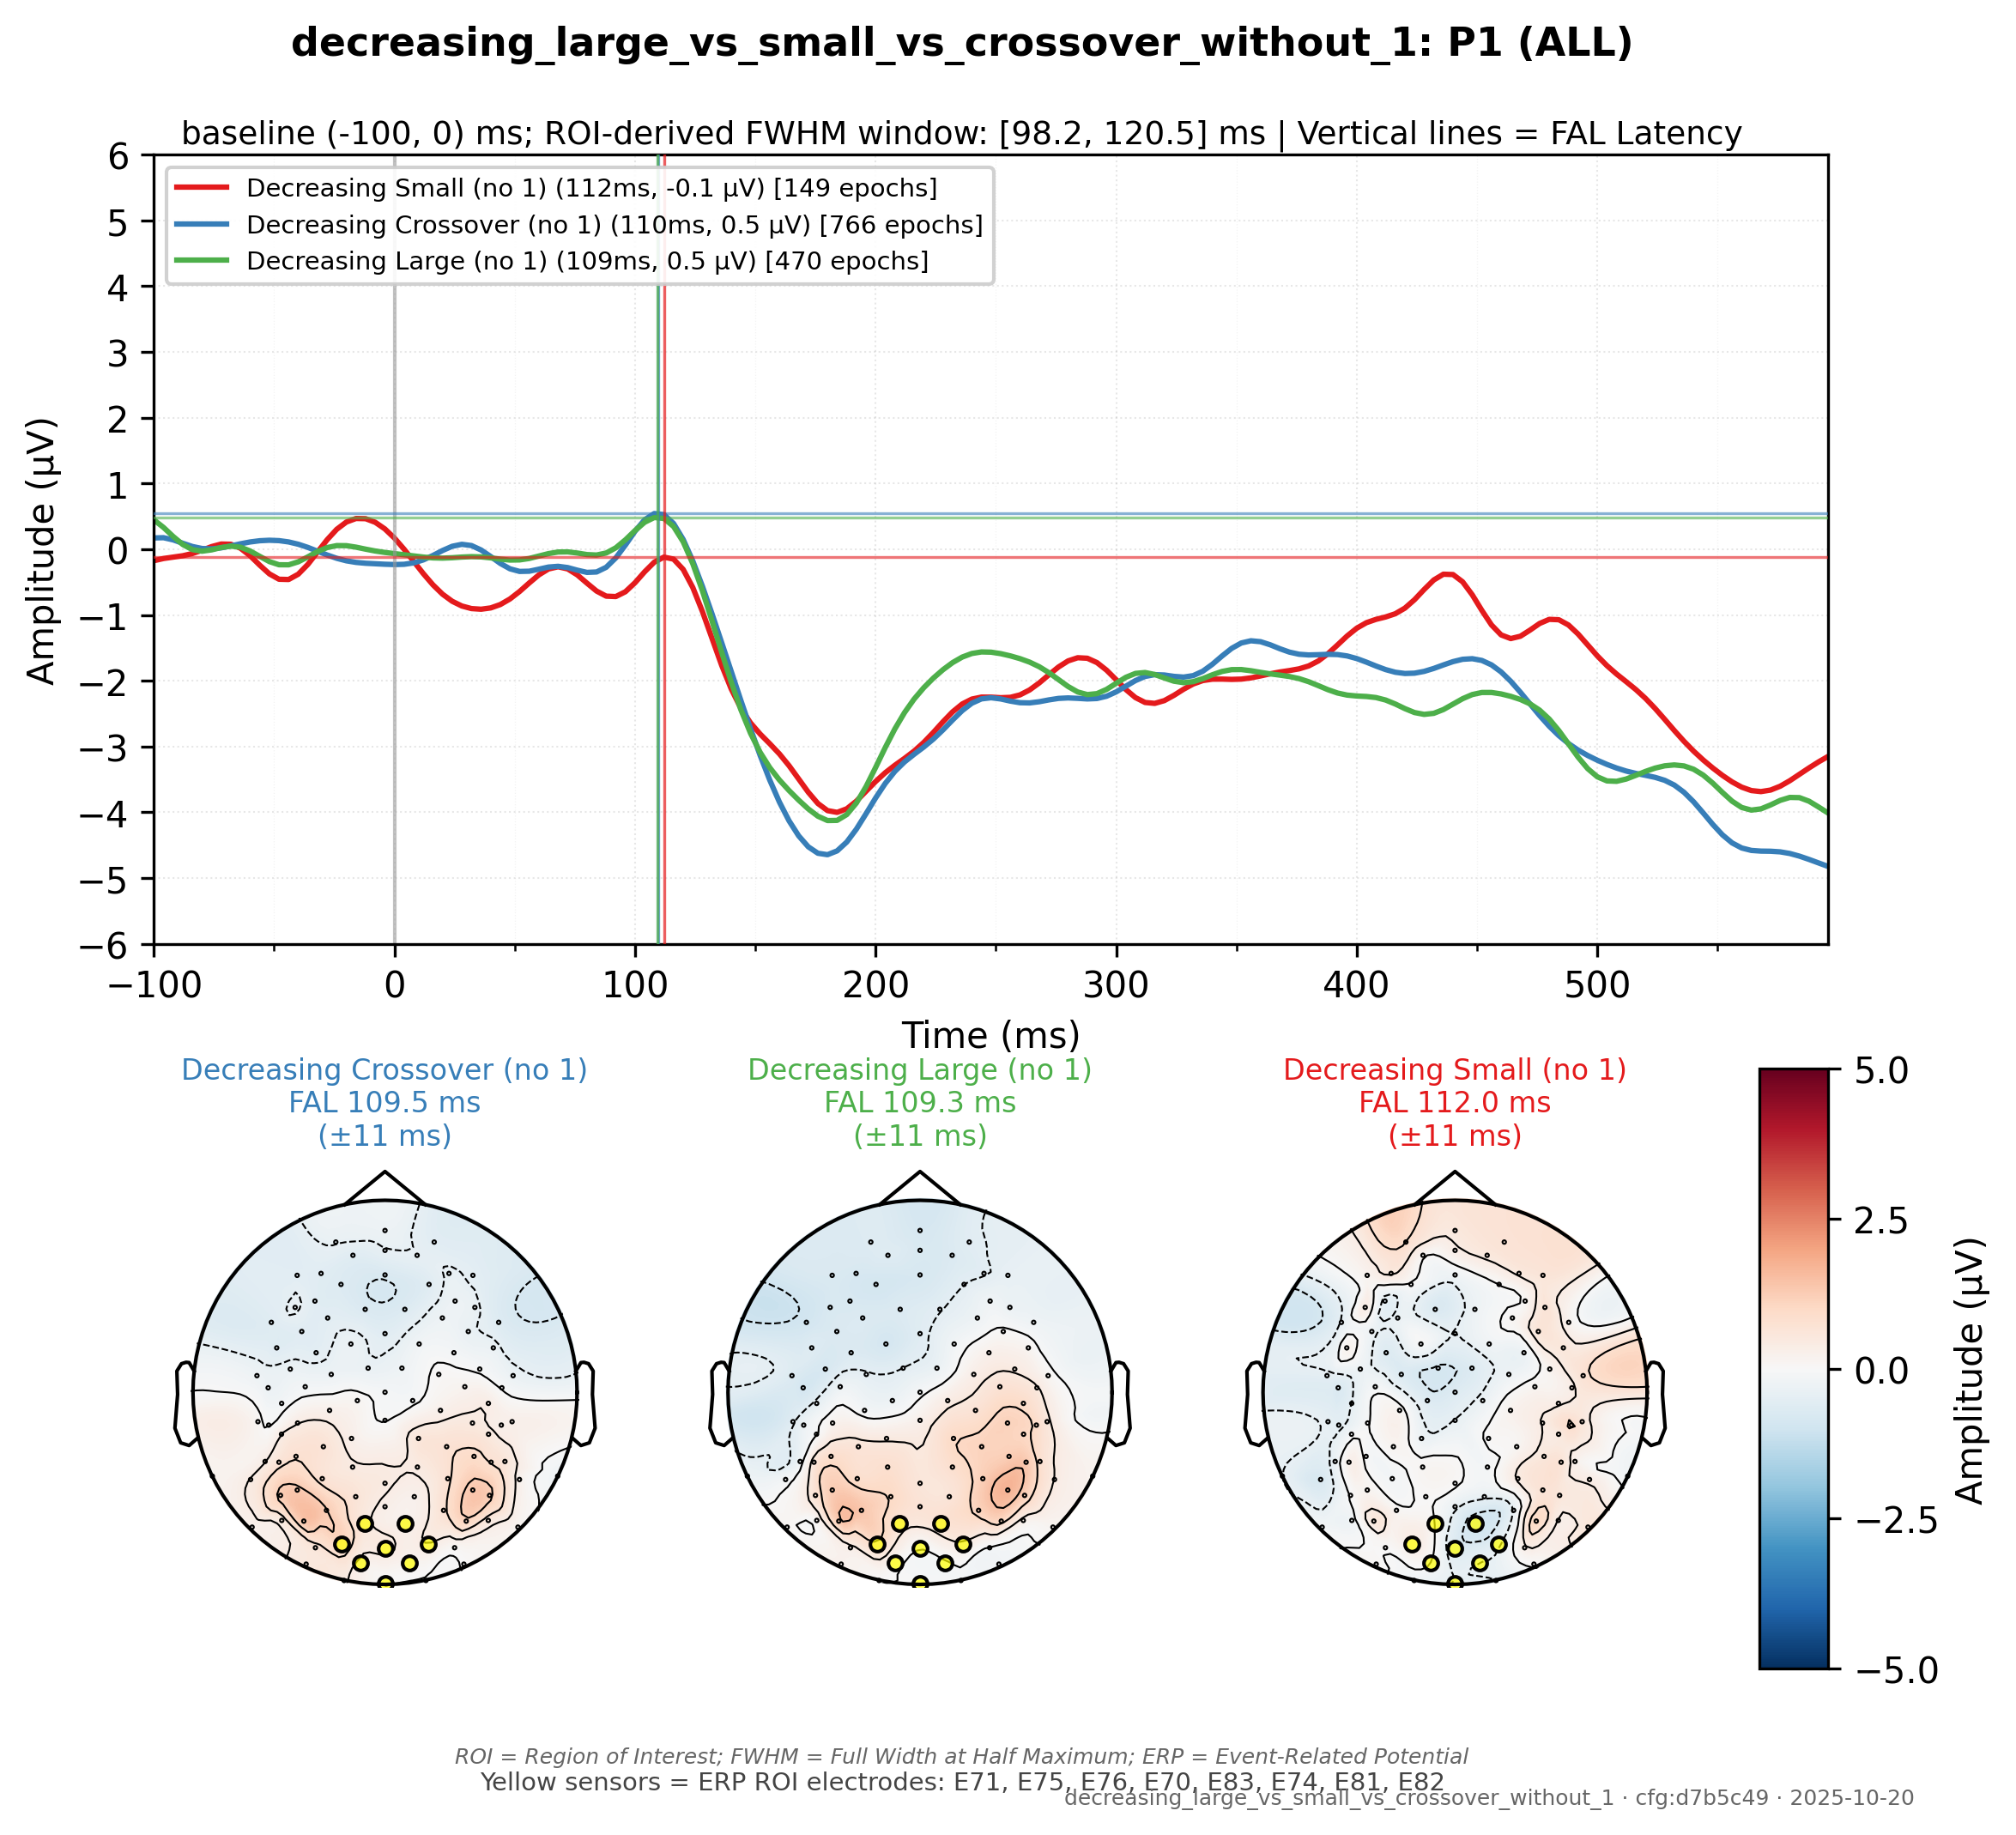 decreasing_large_vs_small_vs_crossover_without_1: P1 (ALL)
baseline (-100, 0) ms; ROI-derived FWHM window: [98.2, 120.5] ms | Vertical lines = FAL Latency
Decreasing Small (no 1) (112ms, -0.1 µV) [149 epochs]
Decreasing Crossover (no 1) (110ms, 0.5 µV) [766 epochs]
Decreasing Large (no 1) (109ms, 0.5 µV) [470 epochs]
Amplitude (µV)
6
5
4
3
2
1
0
−1
−2
−3
−4
−5
−6
−100 0 100 200 300 400 500
Time (ms)
Decreasing Crossover (no 1)
FAL 109.5 ms
(±11 ms)
Decreasing Large (no 1)
FAL 109.3 ms
(±11 ms)
Decreasing Small (no 1)
FAL 112.0 ms
(±11 ms)
5.0
2.5
0.0
−2.5
−5.0
Amplitude (µV)
ROI = Region of Interest; FWHM = Full Width at Half Maximum; ERP = Event-Related Potential
Yellow sensors = ERP ROI electrodes: E71, E75, E76, E70, E83, E74, E81, E82
decreasing_large_vs_small_vs_crossover_without_1 · cfg:d7b5c49 · 2025-10-20